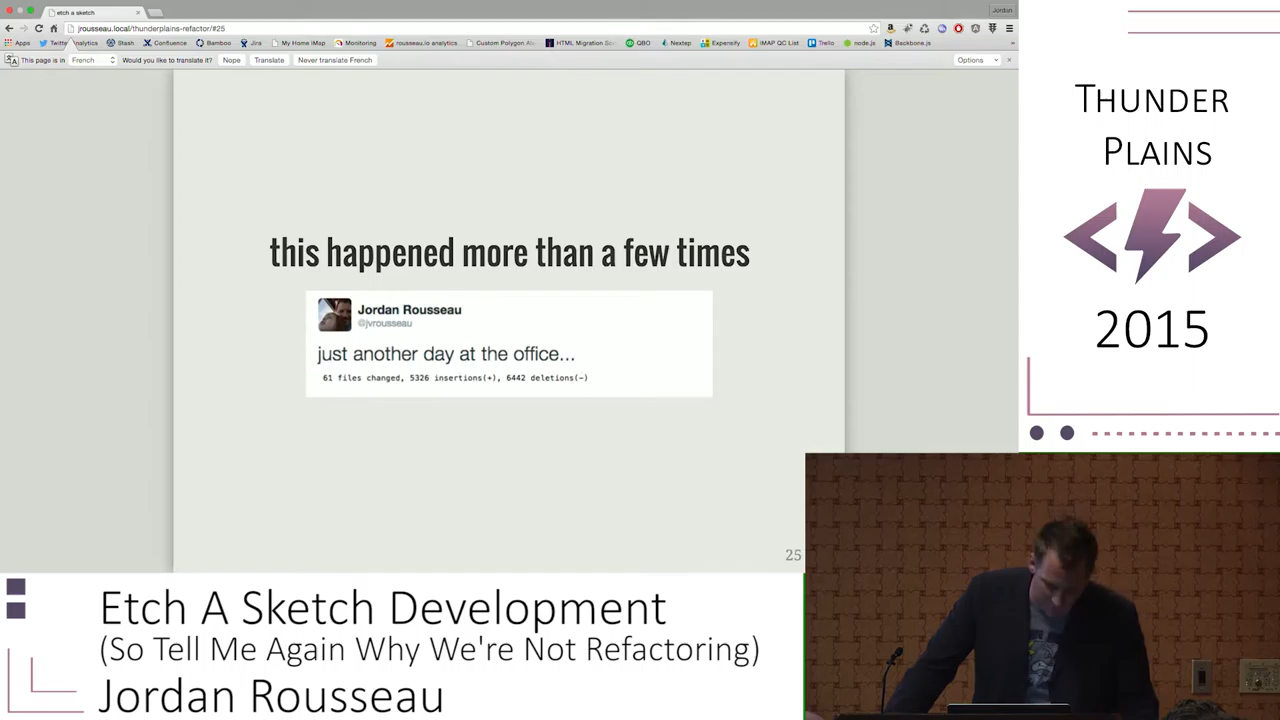 etch a sketch
Jordan
jrousseau.local/thunderplains-refactor/#25
Apps Twitte Analytics Stash Confluence Bamboo Jira My Home iMap Monitoring rousseau.io analytics Custom Polygon HTML Migration QBO Nextep Expensify IMAP QC List Trello node.js Backbone.js
This page is in French Would you like to translate it? Nope Translate Never translate French Options
this happened more than a few times
Jordan Rousseau
@jvrousseau
just another day at the office...
61 files changed, 5326 insertions(+), 6442 deletions(-)
25
THUNDER
PLAINS
2015
Etch A Sketch Development
(So Tell Me Again Why We're Not Refactoring)
Jordan Rousseau